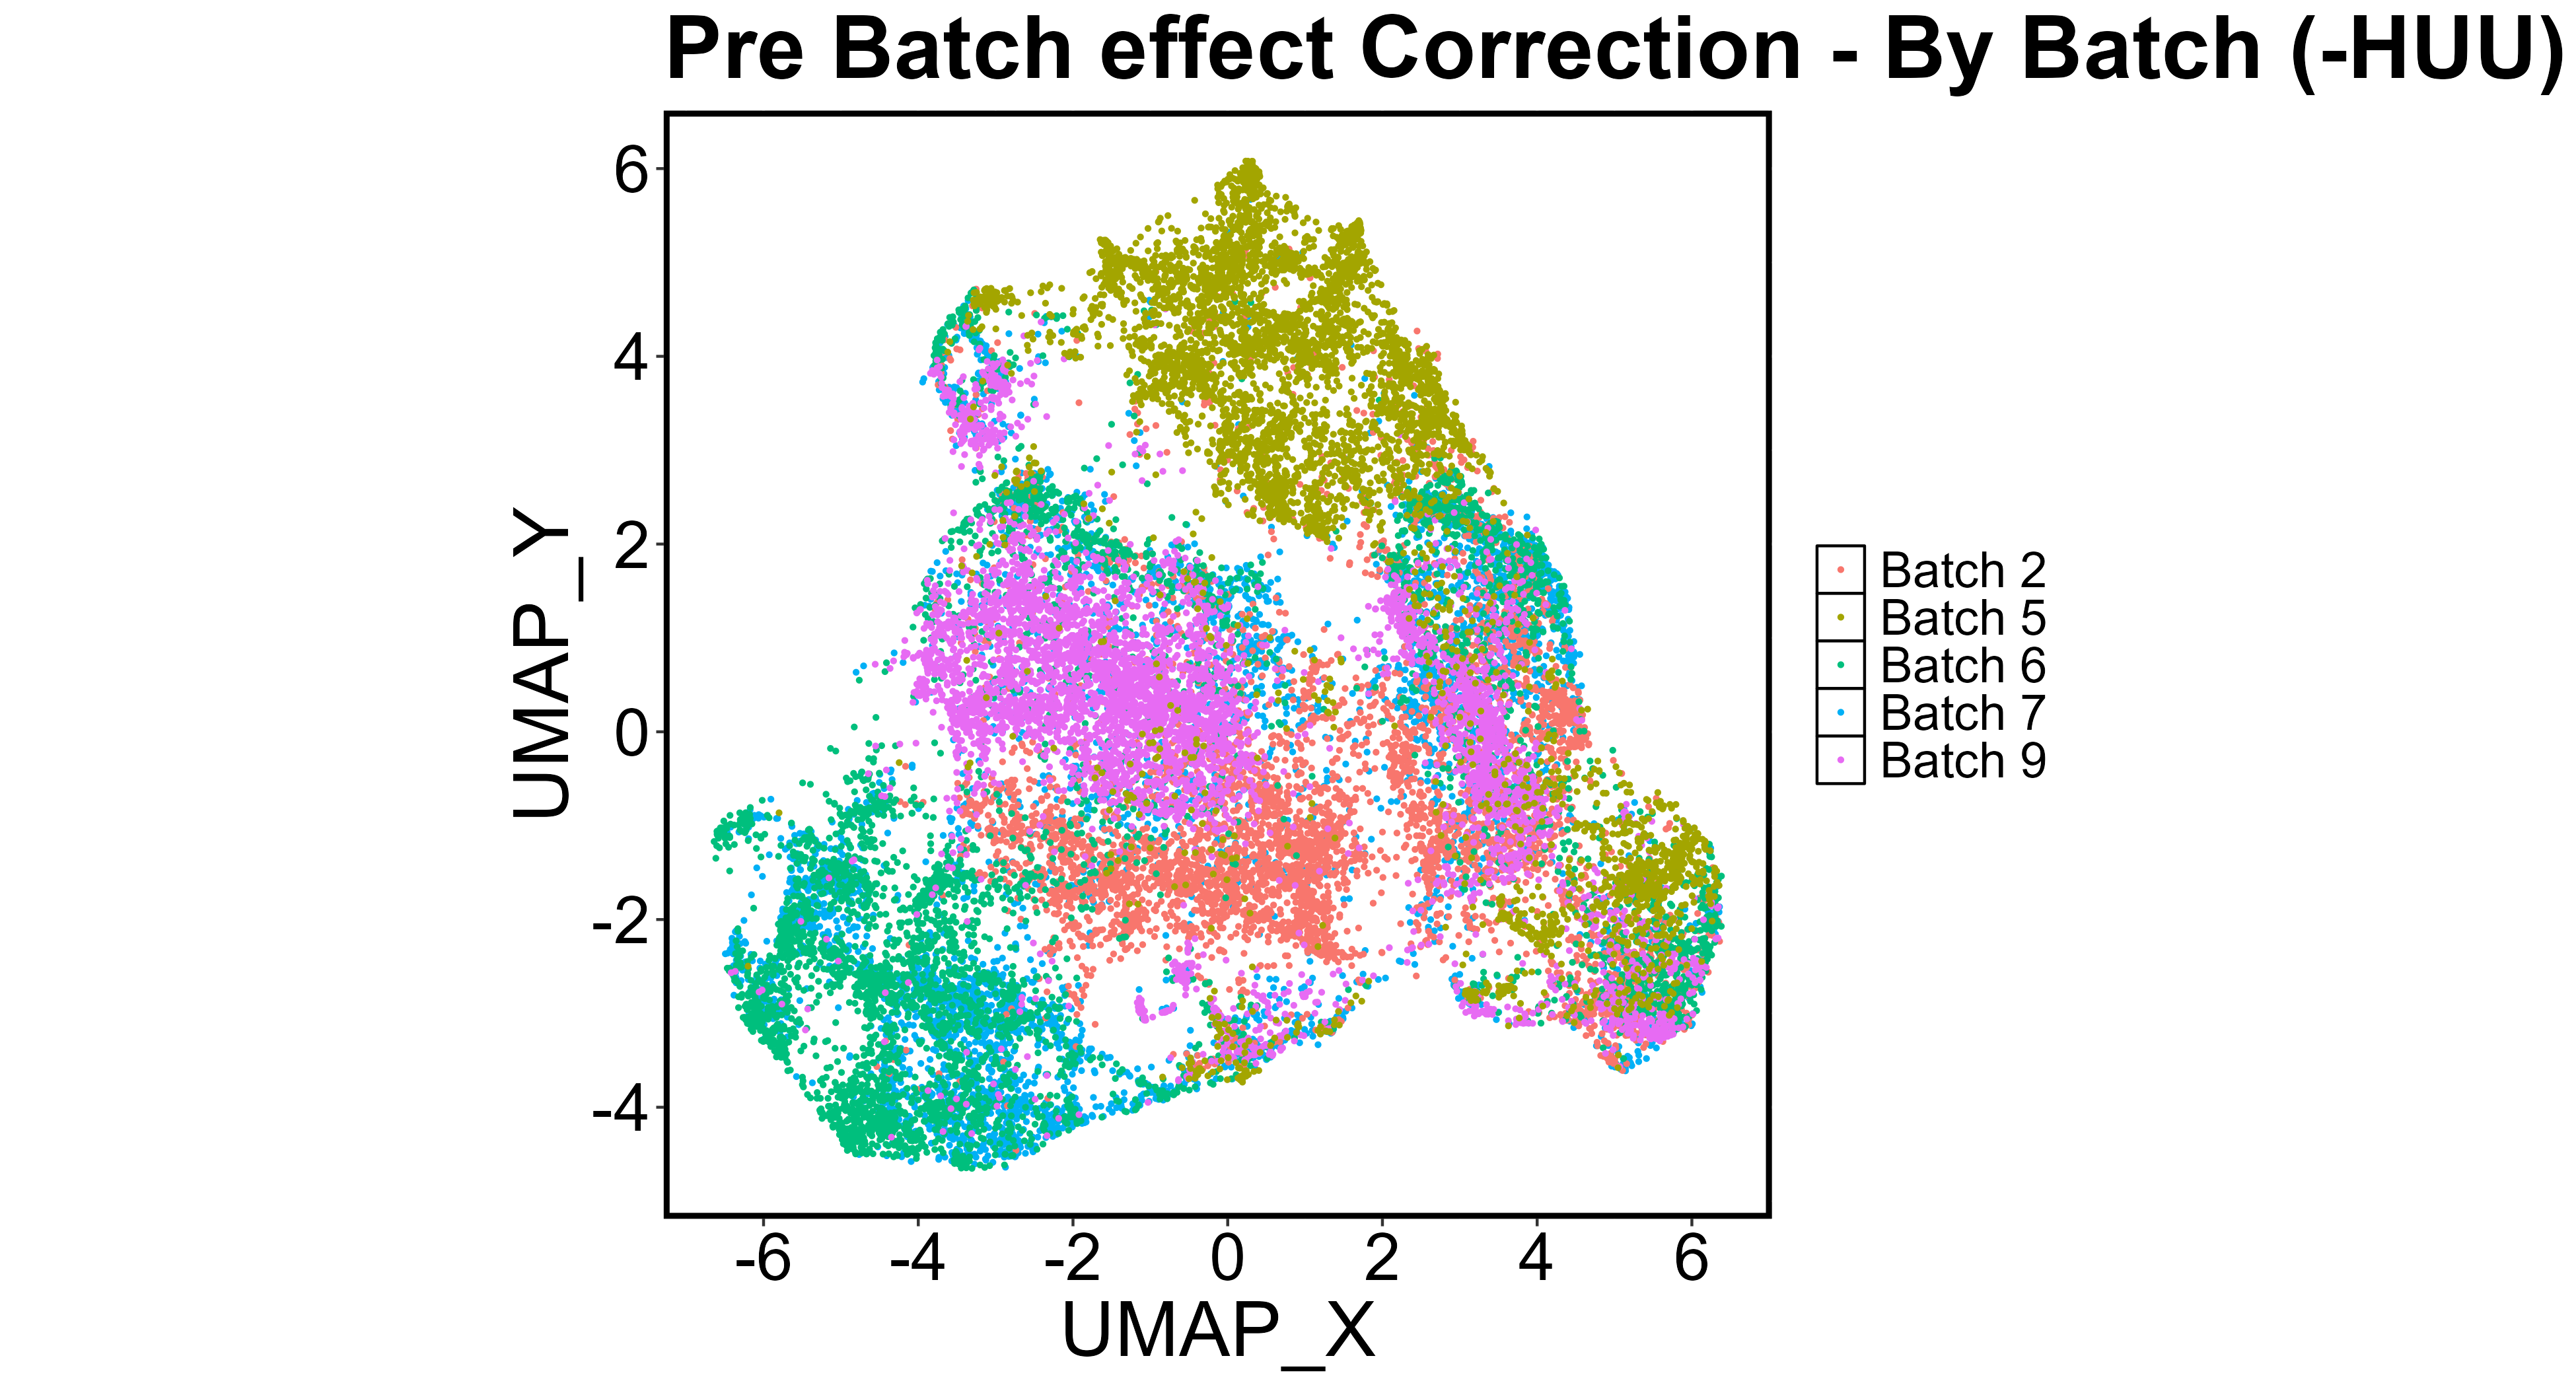 Pre Batch effect Correction - By Batch (-HUU)
6
4
2
0
-2
-4
UMAP_Y
-6 -4 -2 0 2 4 6
UMAP_X
Batch 2
Batch 5
Batch 6
Batch 7
Batch 9